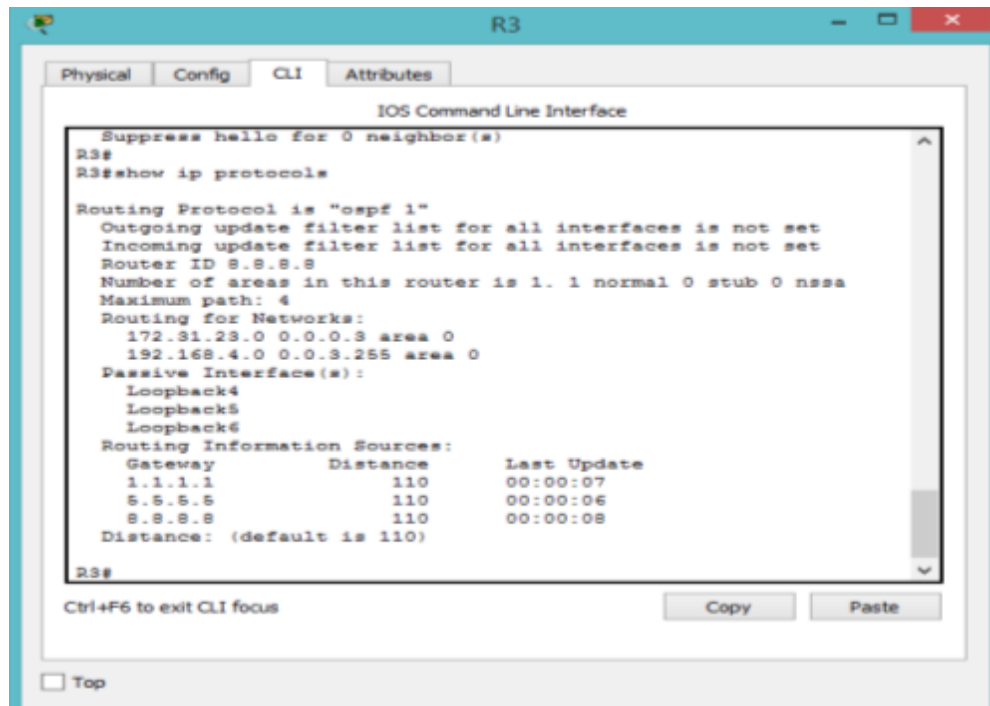 R3
Physical Config CLI Attributes
IOS Command Line Interface
Suppress hello for 0 neighbor(s)
R3#
R3#show ip protocols
Routing Protocol is "ospf 1"
Outgoing update filter list for all interfaces is not set
Incoming update filter list for all interfaces is not set
Router ID 8.8.8.8
Number of areas in this router is 1. 1 normal 0 stub 0 nssa
Maximum path: 4
Routing for Networks:
172.31.23.0 0.0.0.3 area 0
192.168.4.0 0.0.3.255 area 0
Passive Interface(s):
Loopback4
Loopback5
Loopback6
Routing Information Sources:
Gateway Distance Last Update
1.1.1.1 110 00:00:07
5.5.5.5 110 00:00:06
8.8.8.8 110 00:00:08
Distance: (default is 110)
R3#
Ctrl+F6 to exit CLI focus Copy Paste
Top